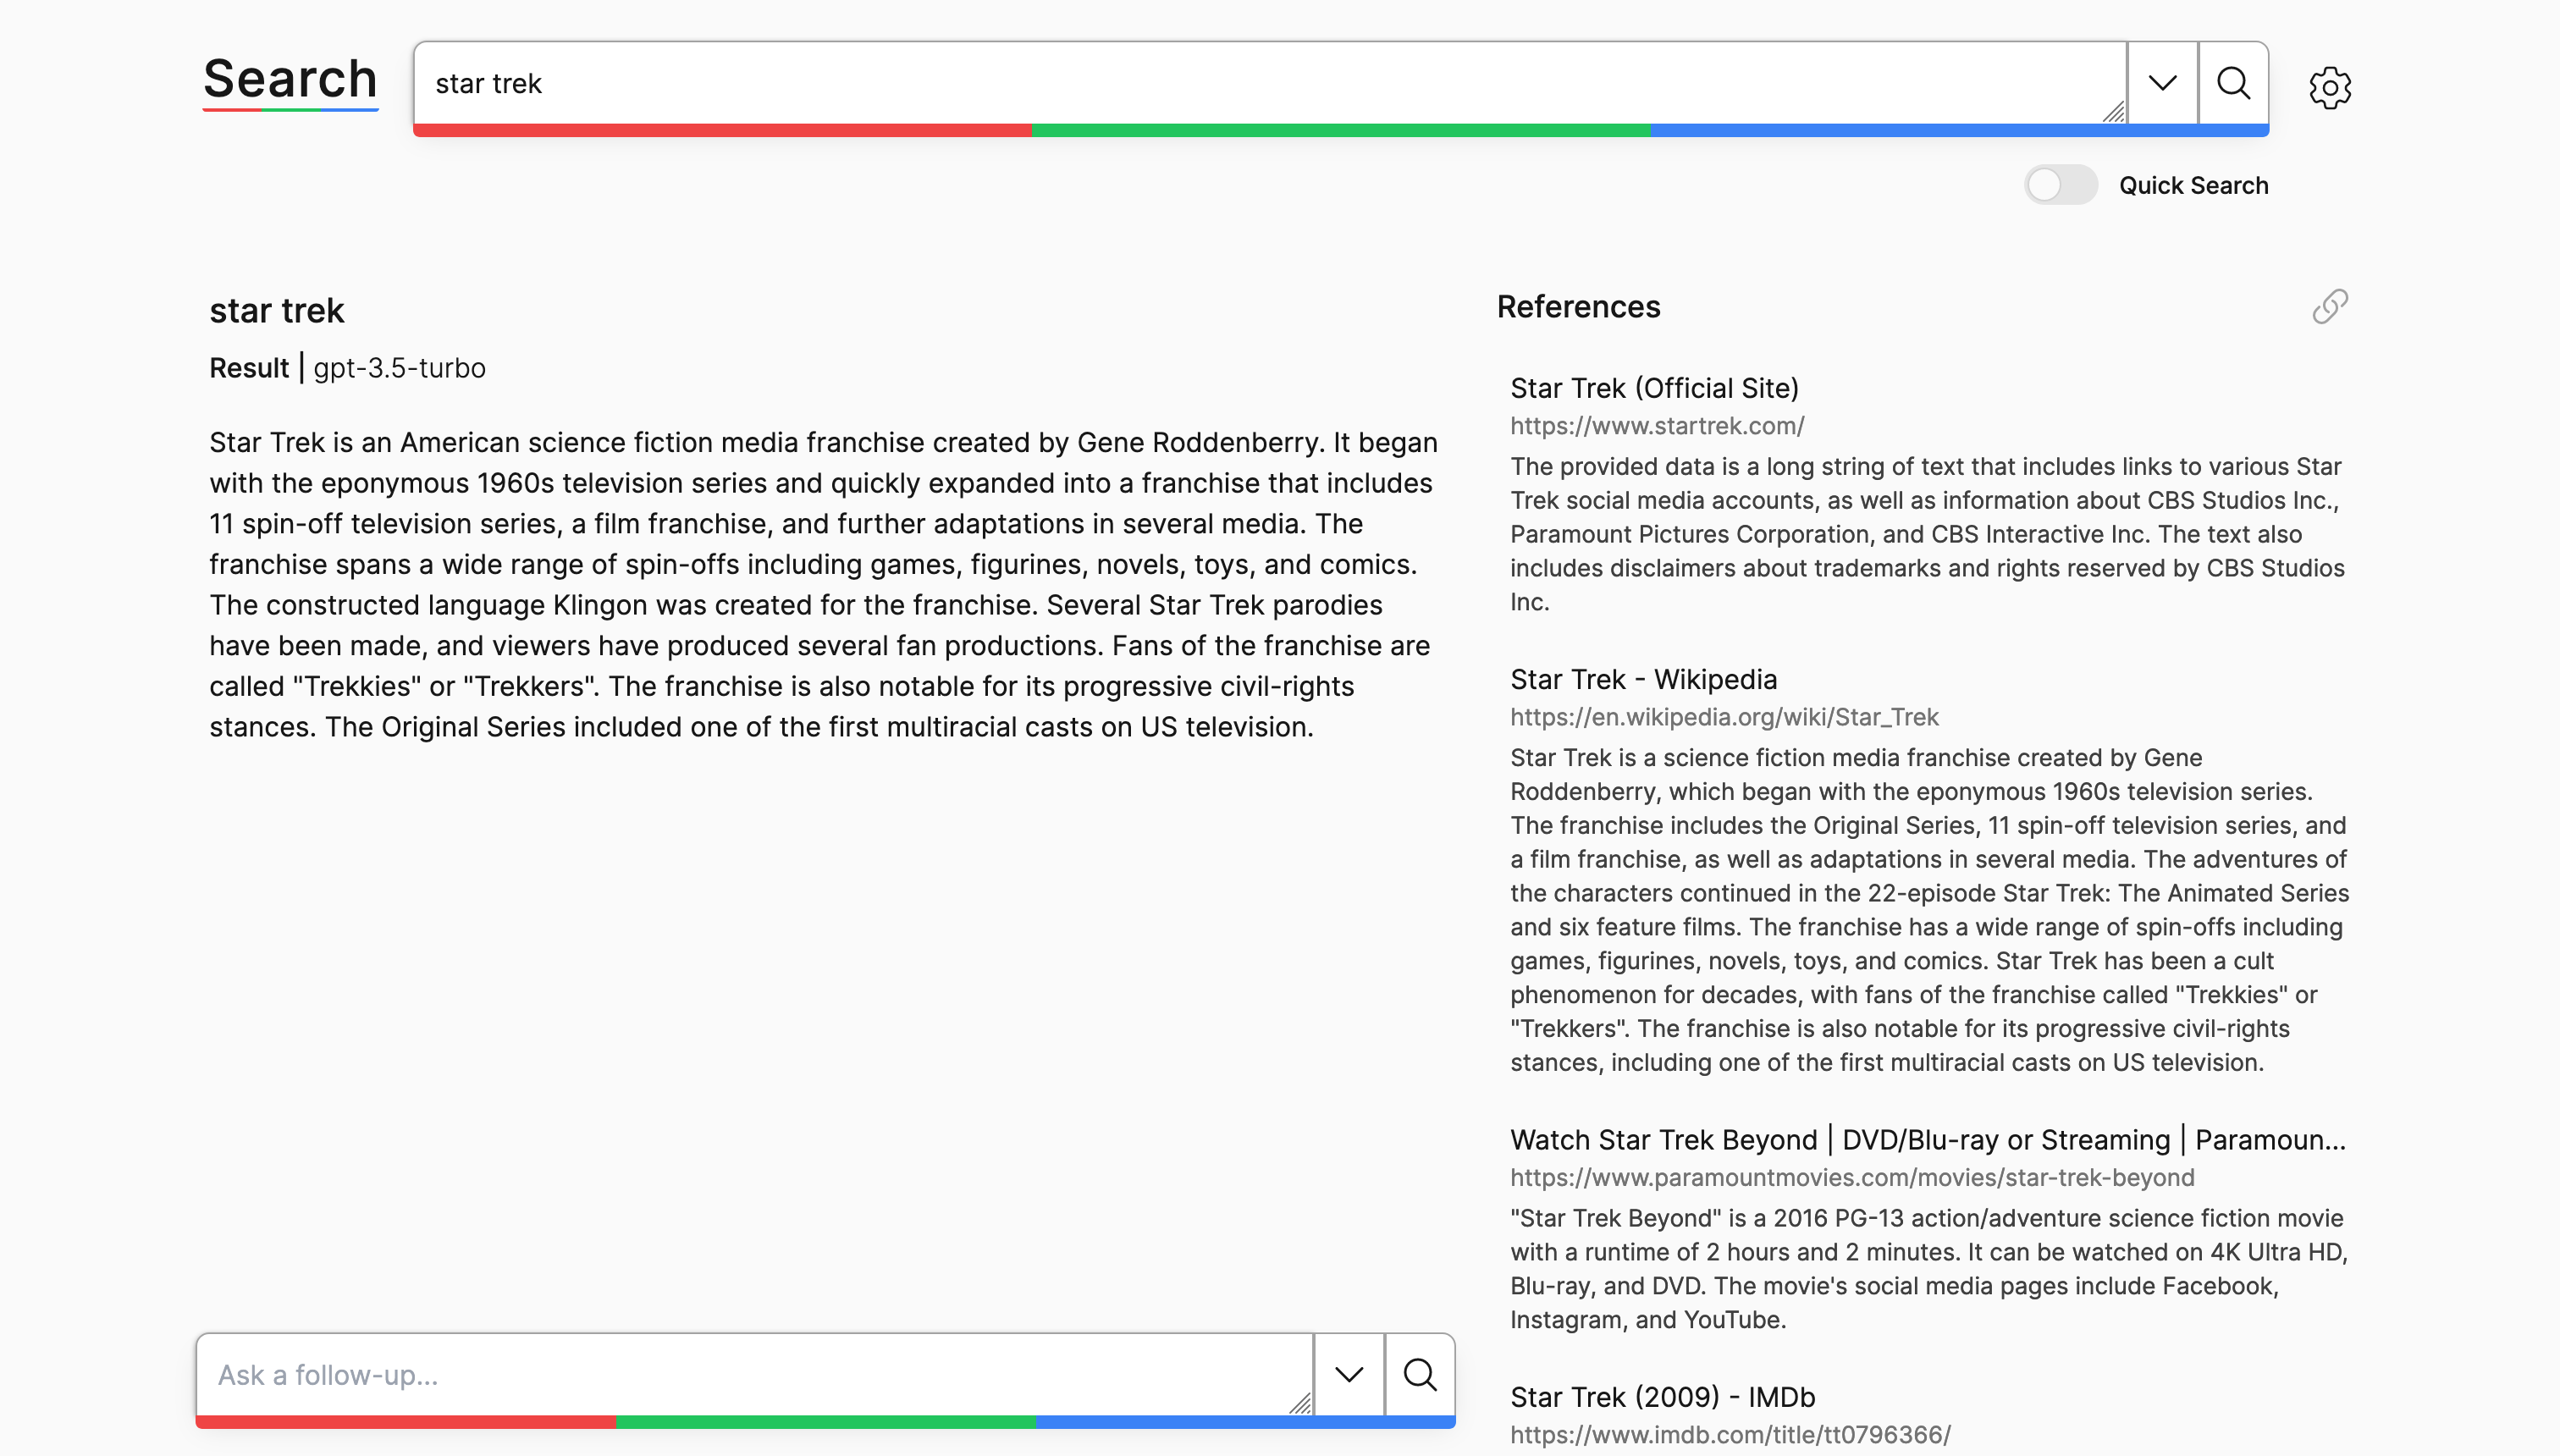 Search
star trek
Quick Search
star trek
Result | gpt-3.5-turbo
Star Trek is an American science fiction media franchise created by Gene Roddenberry. It began
with the eponymous 1960s television series and quickly expanded into a franchise that includes
11 spin-off television series, a film franchise, and further adaptations in several media. The
franchise spans a wide range of spin-offs including games, figurines, novels, toys, and comics.
The constructed language Klingon was created for the franchise. Several Star Trek parodies
have been made, and viewers have produced several fan productions. Fans of the franchise are
called "Trekkies" or "Trekkers". The franchise is also notable for its progressive civil-rights
stances. The Original Series included one of the first multiracial casts on US television.
Ask a follow-up...
References
Star Trek (Official Site)
https://www.startrek.com/
The provided data is a long string of text that includes links to various Star
Trek social media accounts, as well as information about CBS Studios Inc.,
Paramount Pictures Corporation, and CBS Interactive Inc. The text also
includes disclaimers about trademarks and rights reserved by CBS Studios
Inc.
Star Trek - Wikipedia
https://en.wikipedia.org/wiki/Star_Trek
Star Trek is a science fiction media franchise created by Gene
Roddenberry, which began with the eponymous 1960s television series.
The franchise includes the Original Series, 11 spin-off television series, and
a film franchise, as well as adaptations in several media. The adventures of
the characters continued in the 22-episode Star Trek: The Animated Series
and six feature films. The franchise has a wide range of spin-offs including
games, figurines, novels, toys, and comics. Star Trek has been a cult
phenomenon for decades, with fans of the franchise called "Trekkies" or
"Trekkers". The franchise is also notable for its progressive civil-rights
stances, including one of the first multiracial casts on US television.
Watch Star Trek Beyond | DVD/Blu-ray or Streaming | Paramoun...
https://www.paramountmovies.com/movies/star-trek-beyond
"Star Trek Beyond" is a 2016 PG-13 action/adventure science fiction movie
with a runtime of 2 hours and 2 minutes. It can be watched on 4K Ultra HD,
Blu-ray, and DVD. The movie's social media pages include Facebook,
Instagram, and YouTube.
Star Trek (2009) - IMDb
https://www.imdb.com/title/tt0796366/